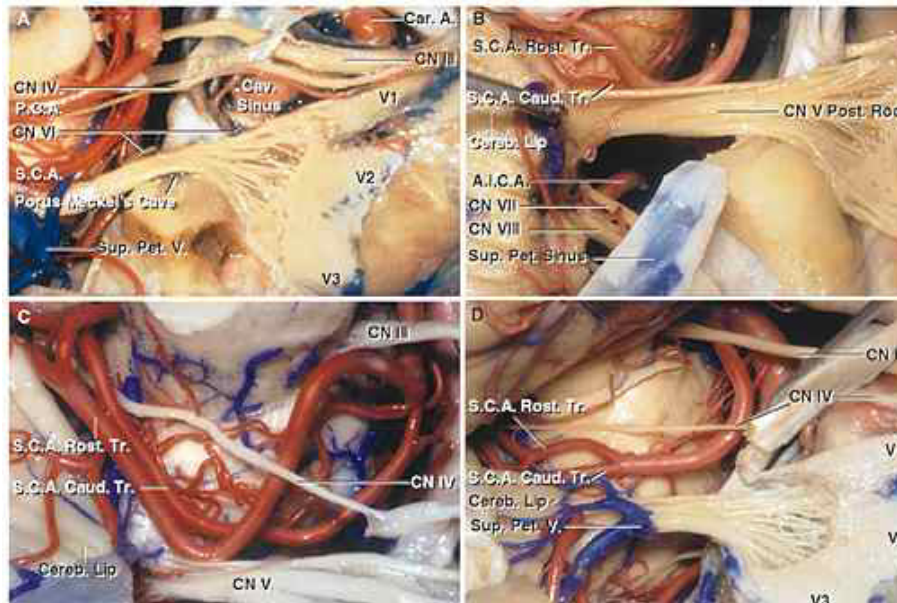 A
Car. A.
CN III
CN IV
Cav.
Sinus
P.C.A.
V1
CN VI
V2
S.C.A.
Porus Meckel's Cave
Sup. Pet. V.
V3
B
S.C.A. Rost. Tr.
S.C.A. Caud. Tr.
CN V Post. Roo
Cereb. Lip
A.I.C.A.
CN VII
CN VIII
Sup. Pet. Sinus
C
CN III
S.C.A. Rost. Tr.
S.C.A. Caud. Tr.
CN IV
Cereb. Lip
CN V
D
CN I
S.C.A. Rost. Tr.
CN IV
S.C.A. Caud. Tr.
V
Cereb. Lip
Sup. Pet. V.
V
V3